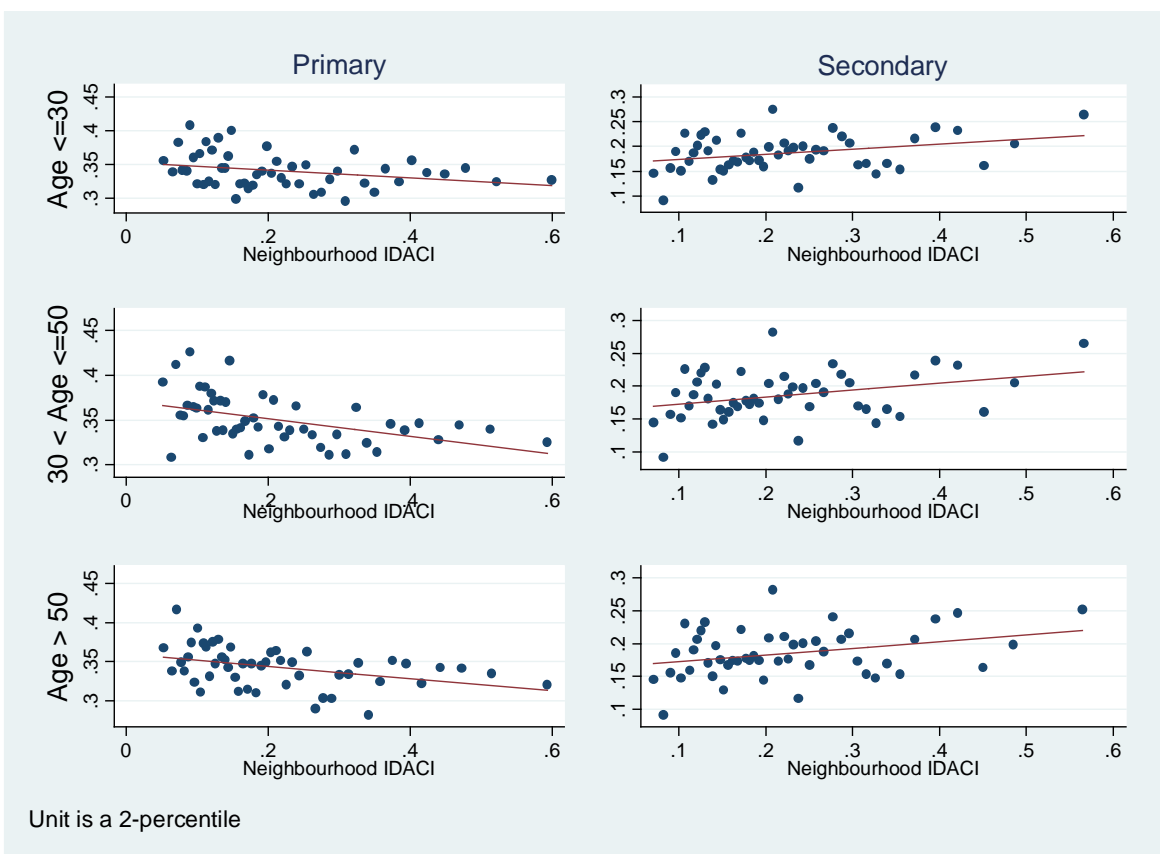 Primary
Secondary
Age <=30
.3 .35 .4 .45
0 .2 .4 .6
Neighbourhood IDACI
.1 .15 .2 .25 .3
.1 .2 .3 .4 .5 .6
Neighbourhood IDACI
30 < Age <=50
.3 .35 .4 .45
0 .2 .4 .6
Neighbourhood IDACI
.1 .15 .2 .25 .3
.1 .2 .3 .4 .5 .6
Neighbourhood IDACI
Age > 50
.3 .35 .4 .45
0 .2 .4 .6
Neighbourhood IDACI
.1 .15 .2 .25 .3
.1 .2 .3 .4 .5 .6
Neighbourhood IDACI
Unit is a 2-percentile